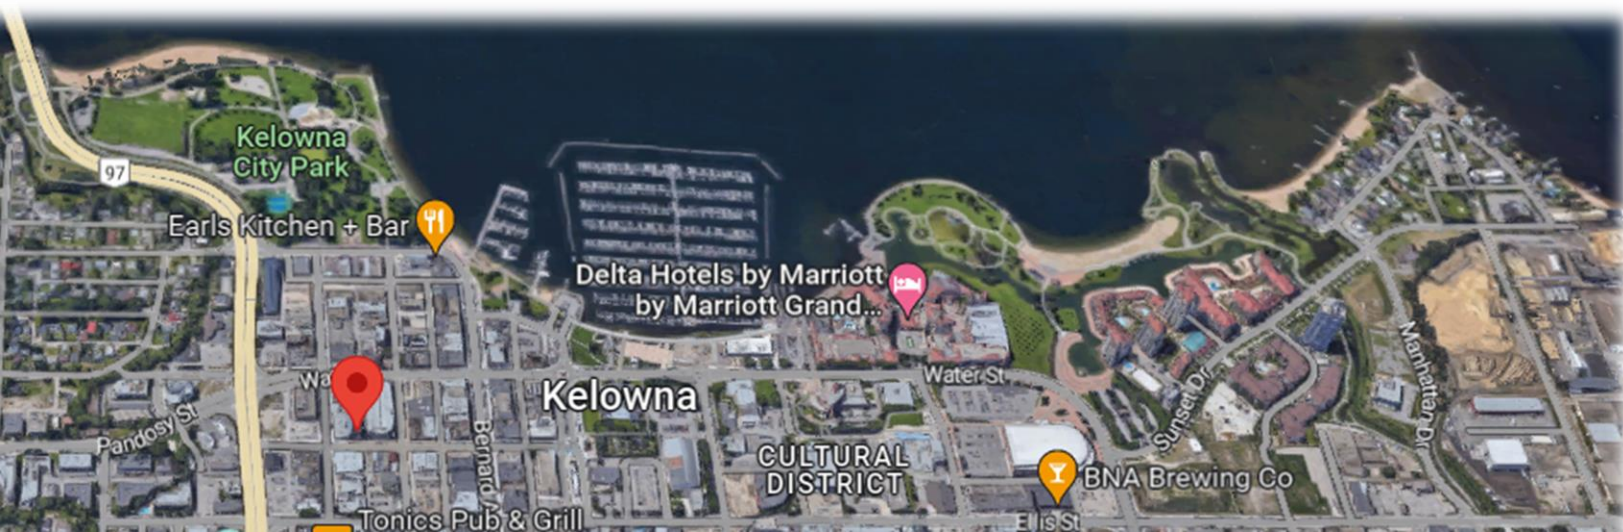 Kelowna
City Park
97
Earls Kitchen + Bar
Delta Hotels by Marriott
by Marriott Grand...
Water St
Kelowna
Pandosy St
Sunset Dr
Manhattan Dr
CULTURAL
DISTRICT
BNA Brewing Co
Ellis St
Tonics Pub & Grill